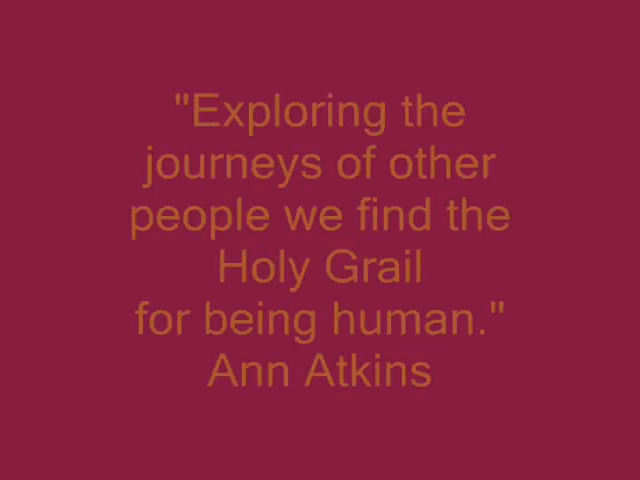 "Exploring the
journeys of other
people we find the
Holy Grail
for being human."
Ann Atkins